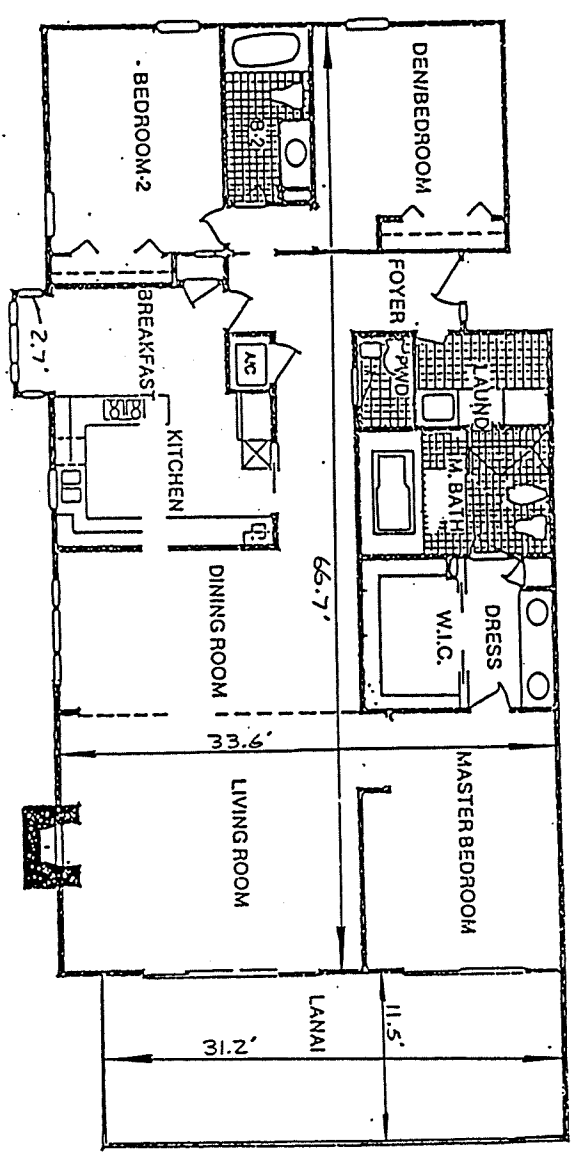 BEDROOM·2
B·2
DEN/BEDROOM
FOYER
BREAKFAST
2.7'
A/C
PWD
LAUND
KITCHEN
M. BATH
66.7'
DINING ROOM
W.I.C.
DRESS
33.6'
LIVING ROOM
MASTER BEDROOM
LANAI
11.5'
31.2'